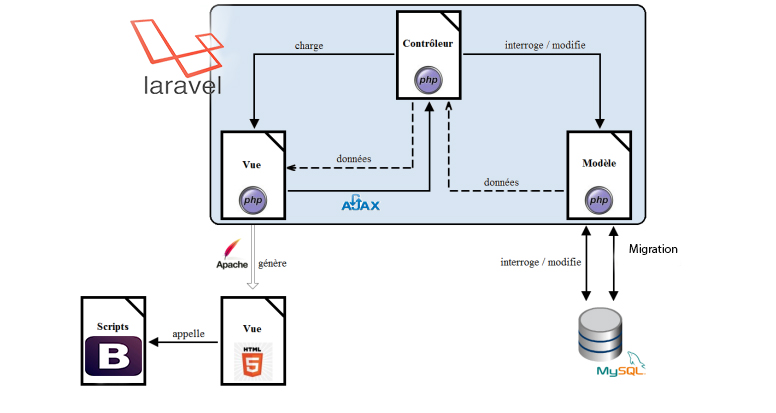 laravel
Contrôleur
php
charge
interroge / modifie
Vue
php
données
AJAX
données
Modèle
php
Apache
génère
interroge / modifie
Migration
Scripts
B
appelle
Vue
HTML
5
MySQL